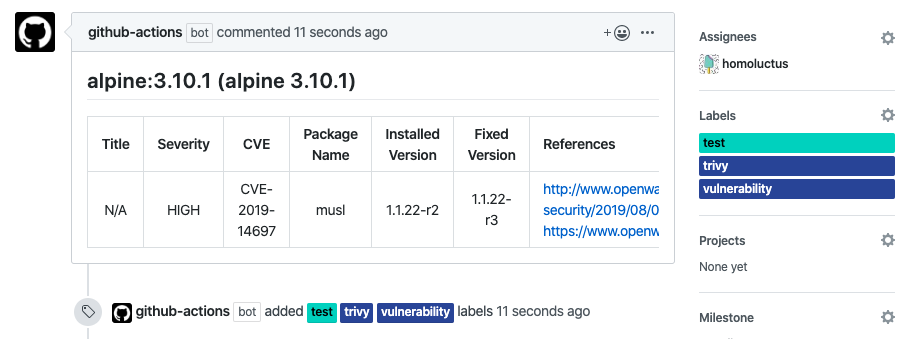 github-actions bot commented 11 seconds ago
alpine:3.10.1 (alpine 3.10.1)
Title Severity CVE Package Name Installed Version Fixed Version References
N/A HIGH CVE-2019-14697 musl 1.1.22-r2 1.1.22-r3 http://www.openwa
security/2019/08/0
https://www.openw
github-actions bot added test trivy vulnerability labels 11 seconds ago
Assignees
homoluctus
Labels
test
trivy
vulnerability
Projects
None yet
Milestone